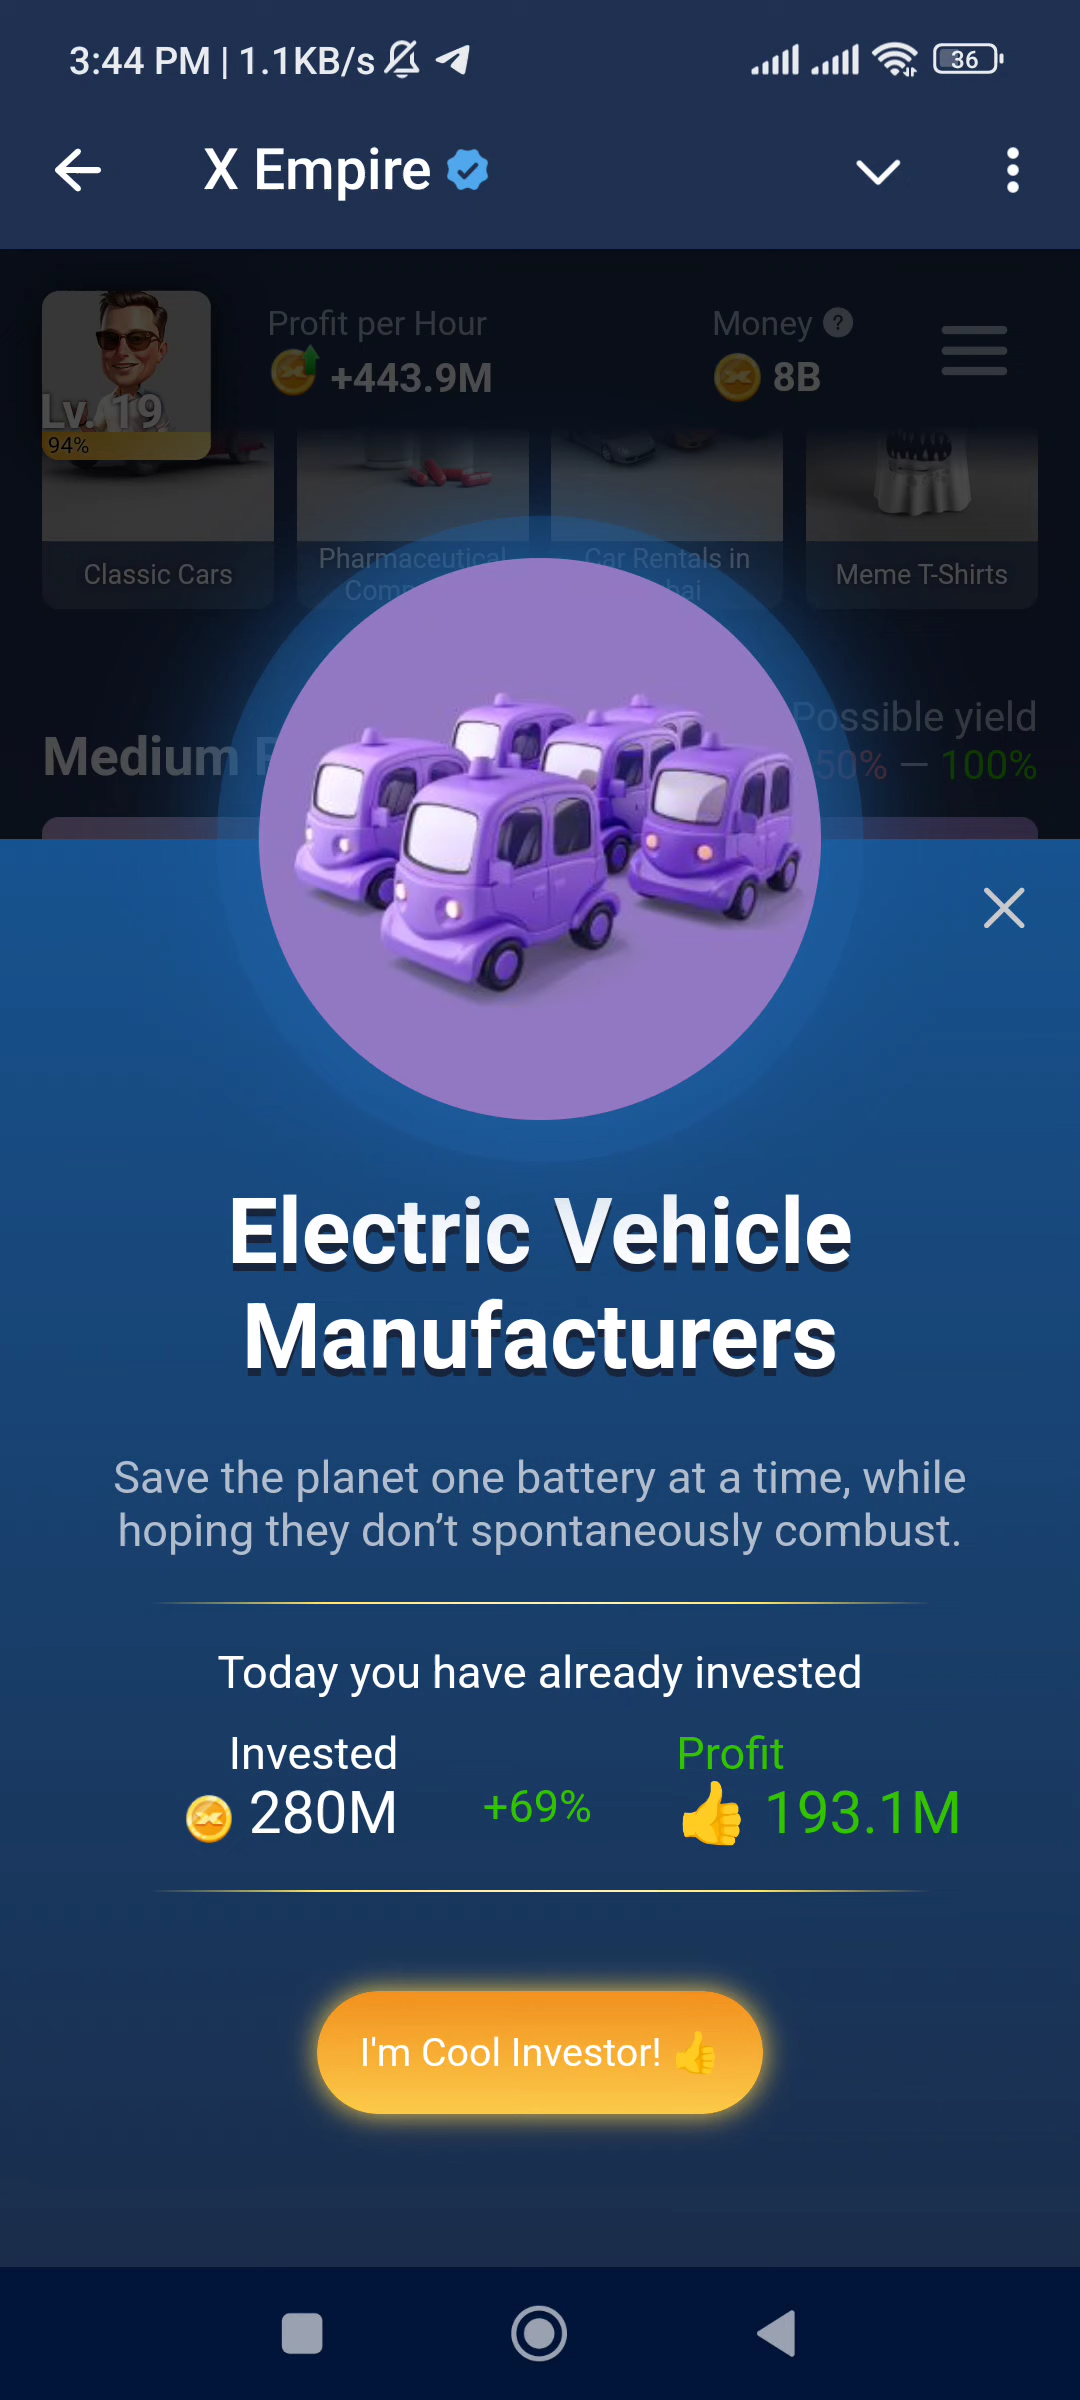 3:44 PM | 1.1KB/s
36
X Empire
Profit per Hour
Money ?
+443.9M
8B
Lv. 19
94%
Classic Cars
Pharmaceutical
Car Rentals in
Meme T-Shirts
Possible yield
Medium
50% — 100%
Electric Vehicle
Manufacturers
Save the planet one battery at a time, while
hoping they don’t spontaneously combust.
Today you have already invested
Invested
Profit
280M
+69%
193.1M
I'm Cool Investor!